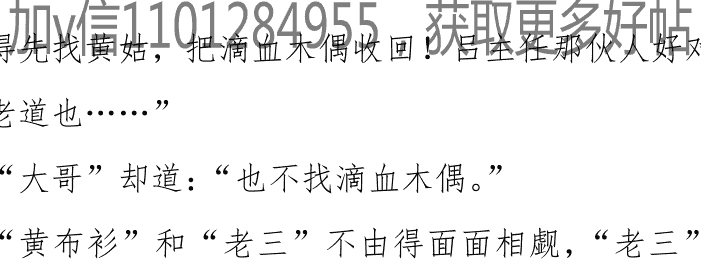 加v信1101284955 获取更多好帖
得先找黄姑，把滴血木偶收回！吕主任那伙人好对
老道也……”
“大哥”却道：“也不找滴血木偶。”
“黄布衫”和“老三”不由得面面相觑，“老三”